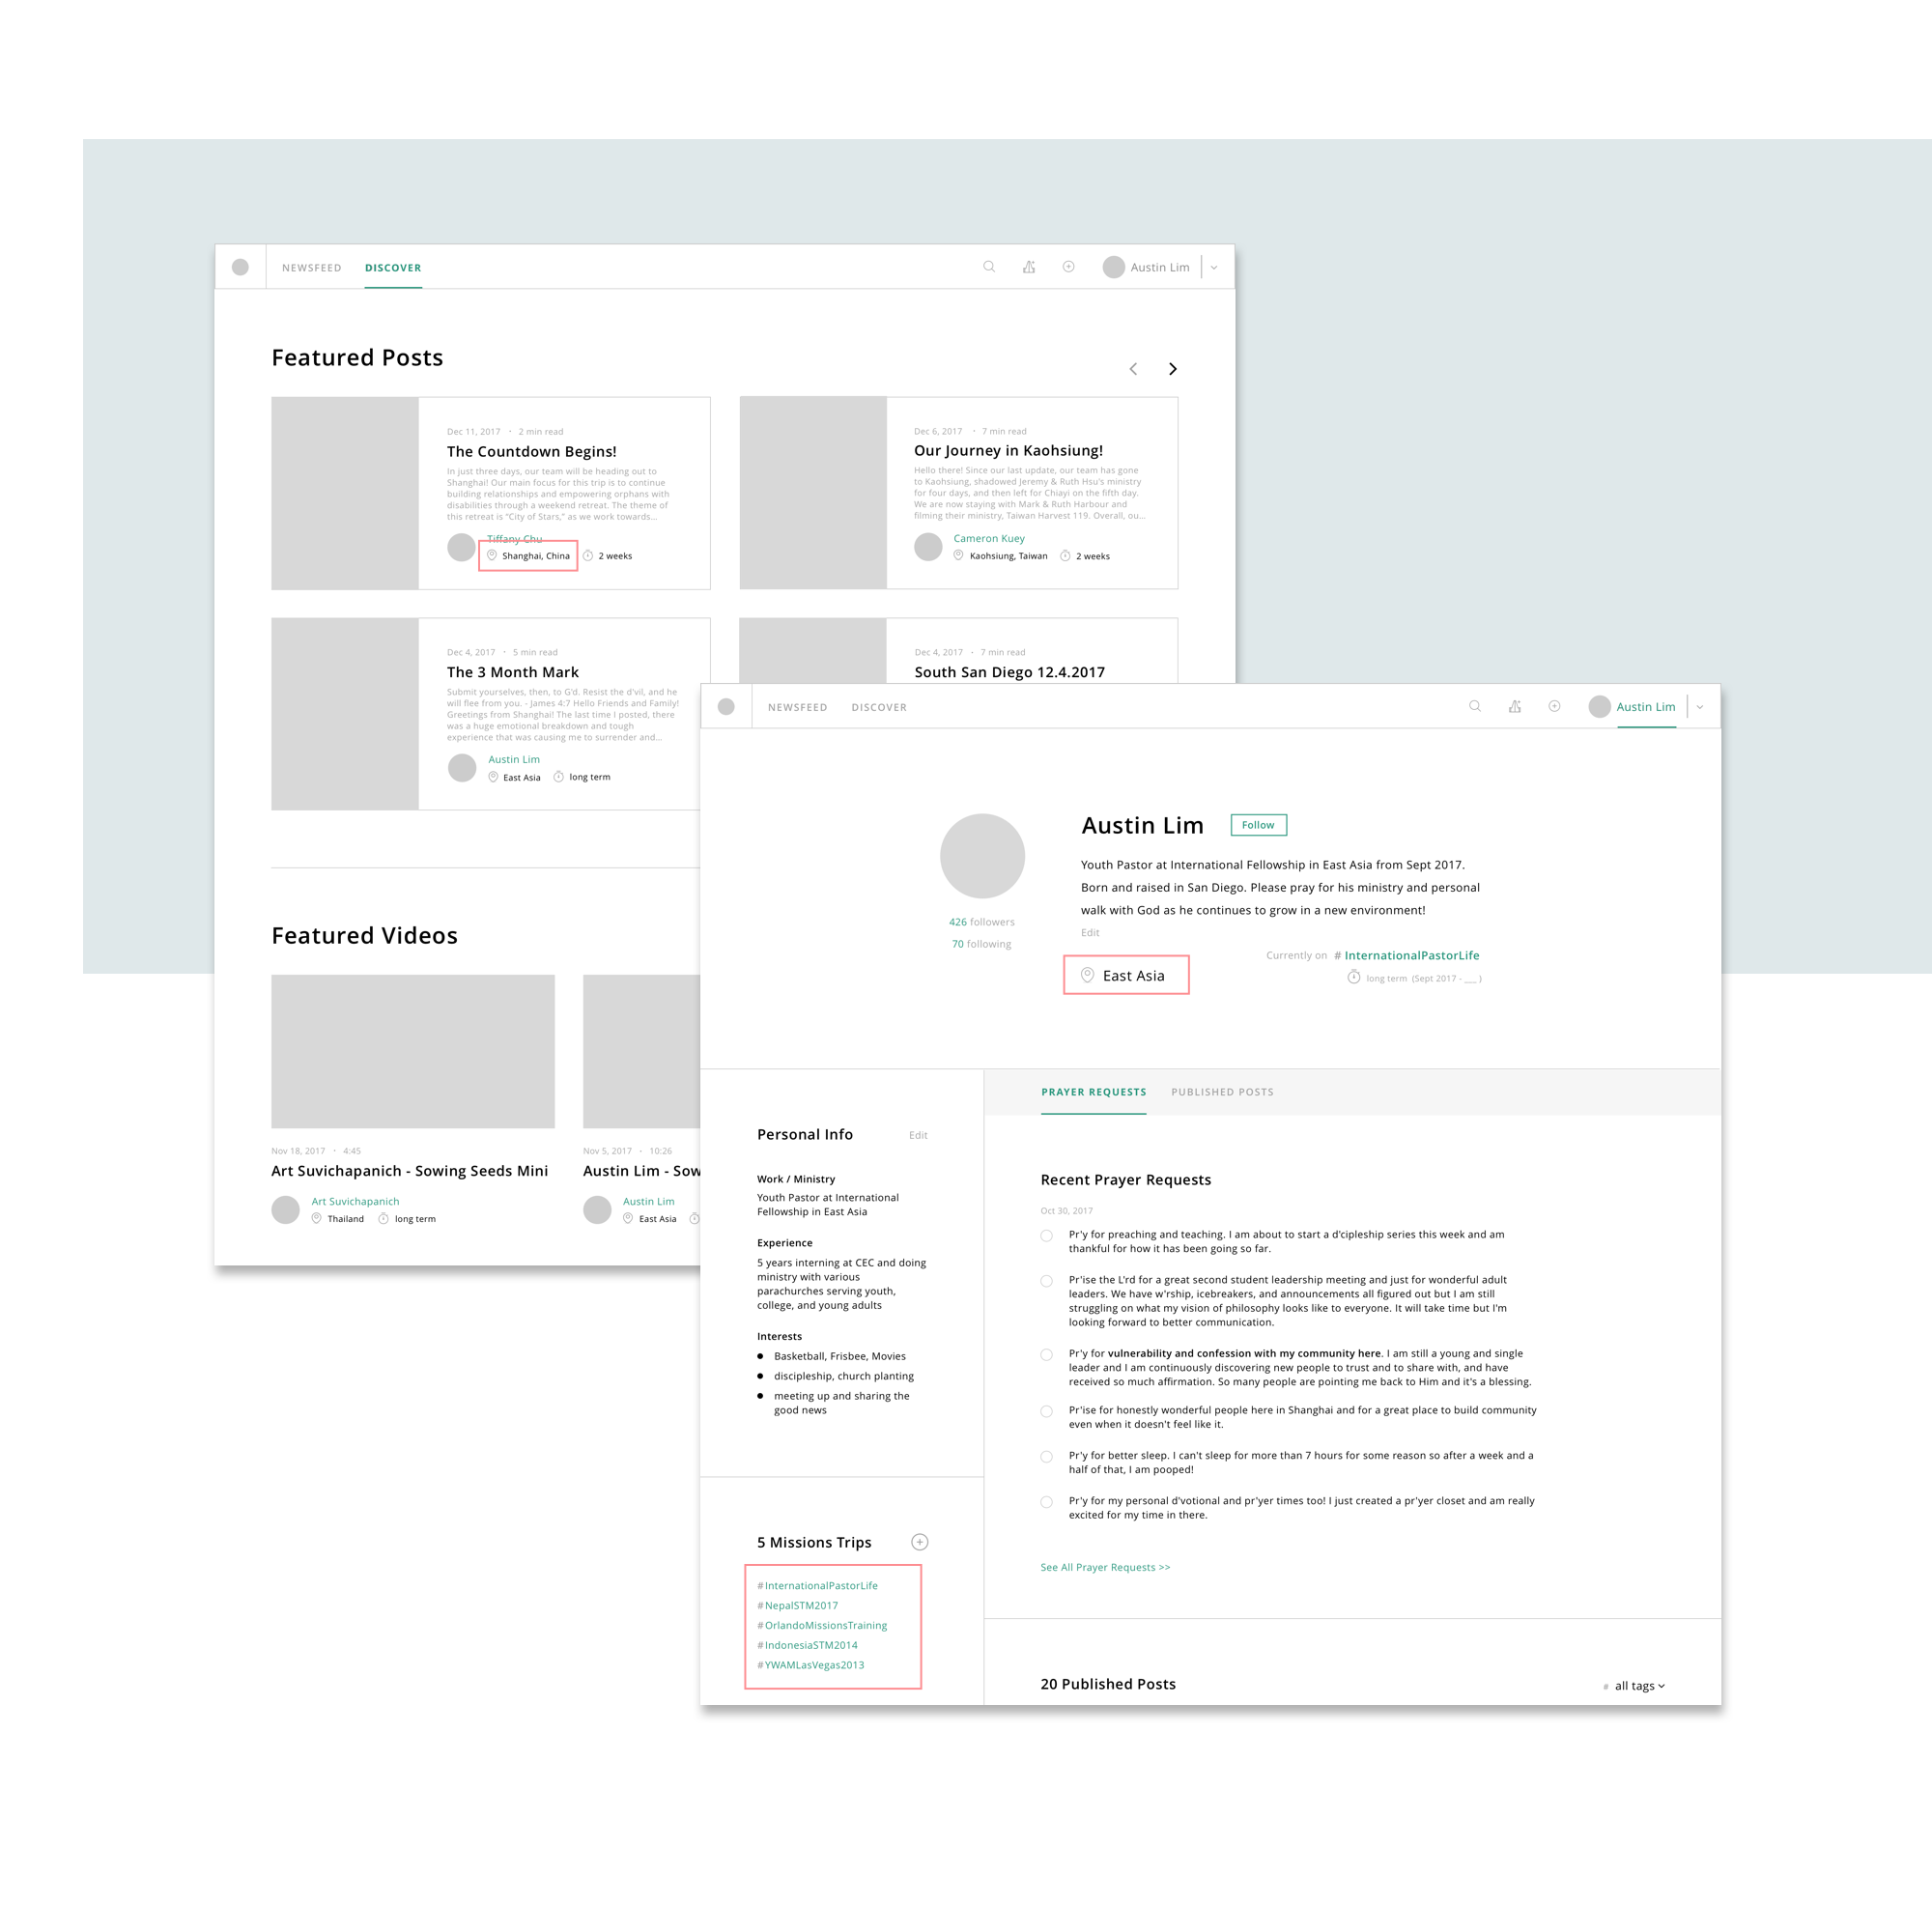 NEWSFEED DISCOVER Austin Lim
Featured Posts
Dec 11, 2017 · 2 min read
The Countdown Begins!
In just three days, our team will be heading out to
Shanghai! Our main focus for this trip is to continue
building relationships and empowering orphans with
disabilities through a weekend retreat. The theme of
this retreat is "City of Stars," as we work towards...
Tiffany Chu
Shanghai, China 2 weeks
Dec 6, 2017 · 7 min read
Our Journey in Kaohsiung!
Hello there! Since our last update, our team has gone
to Kaohsiung, shadowed Jeremy & Ruth Hsu's ministry
for four days, and then left for Chiayi on the fifth day.
We are now staying with Mark & Ruth Harbour and
filming their ministry, Taiwan Harvest 119. Overall, ou...
Cameron Kuey
Kaohsiung, Taiwan 2 weeks
Dec 4, 2017 · 5 min read
The 3 Month Mark
Submit yourselves, then, to G'd. Resist the d'vil, and he
will flee from you. - James 4:7 Hello Friends and Family!
Greetings from Shanghai! The last time I posted, there
was a huge emotional breakdown and tough
experience that was causing me to surrender and...
Austin Lim
East Asia long term
Dec 4, 2017 · 7 min read
South San Diego 12.4.2017
Featured Videos
Nov 18, 2017 · 4:45
Art Suvichapanich - Sowing Seeds Mini
Art Suvichapanich
Thailand long term
Nov 5, 2017 · 10:26
Austin Lim - Sow
Austin Lim
East Asia
NEWSFEED DISCOVER Austin Lim
Austin Lim Follow
Youth Pastor at International Fellowship in East Asia from Sept 2017.
Born and raised in San Diego. Please pray for his ministry and personal
walk with God as he continues to grow in a new environment!
Edit
426 followers
70 following
East Asia
Currently on # InternationalPastorLife
long term (Sept 2017 - ___ )
Personal Info Edit
Work / Ministry
Youth Pastor at International
Fellowship in East Asia
Experience
5 years interning at CEC and doing
ministry with various
parachurches serving youth,
college, and young adults
Interests
● Basketball, Frisbee, Movies
● discipleship, church planting
● meeting up and sharing the
good news
5 Missions Trips
#InternationalPastorLife
#NepalSTM2017
#OrlandoMissionsTraining
#IndonesiaSTM2014
#YWAMLasVegas2013
PRAYER REQUESTS PUBLISHED POSTS
Recent Prayer Requests
Oct 30, 2017
Pr'y for preaching and teaching. I am about to start a d'cipleship series this week and am
thankful for how it has been going so far.
Pr'ise the L'rd for a great second student leadership meeting and just for wonderful adult
leaders. We have w'rship, icebreakers, and announcements all figured out but I am still
struggling on what my vision of philosophy looks like to everyone. It will take time but I'm
looking forward to better communication.
Pr'y for vulnerability and confession with my community here. I am still a young and single
leader and I am continuously discovering new people to trust and to share with, and have
received so much affirmation. So many people are pointing me back to Him and it's a blessing.
Pr'ise for honestly wonderful people here in Shanghai and for a great place to build community
even when it doesn't feel like it.
Pr'y for better sleep. I can't sleep for more than 7 hours for some reason so after a week and a
half of that, I am pooped!
Pr'y for my personal d'votional and pr'yer times too! I just created a pr'yer closet and am really
excited for my time in there.
See All Prayer Requests >>
20 Published Posts # all tags